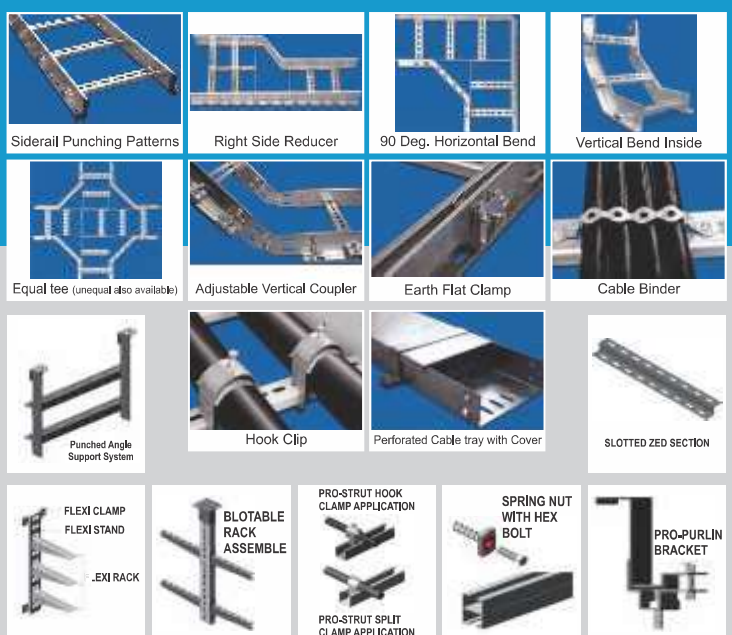 Siderail Punching Patterns
Right Side Reducer
90 Deg. Horizontal Bend
Vertical Bend Inside
Equal tee (unequal also available)
Adjustable Vertical Coupler
Earth Flat Clamp
Cable Binder
Punched Angle
Support System
Hook Clip
Perforated Cable tray with Cover
SLOTTED ZED SECTION
FLEXI CLAMP
FLEXI STAND
.EXI RACK
BLOTABLE
RACK
ASSEMBLE
PRO-STRUT HOOK
CLAMP APPLICATION
PRO-STRUT SPLIT
CLAMP APPLICATION
SPRING NUT
WITH HEX
BOLT
PRO-PURLIN
BRACKET